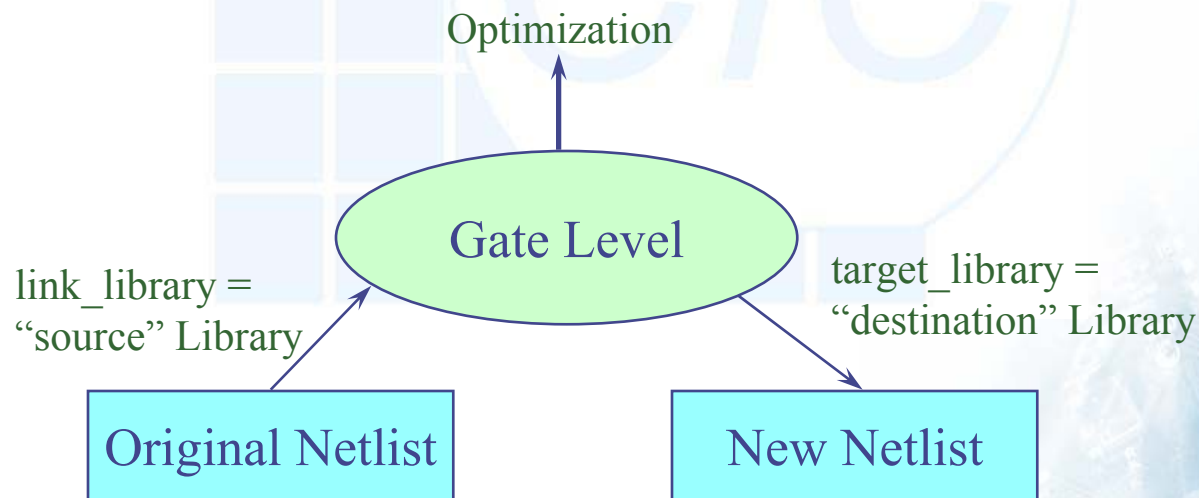 Optimization
Gate Level
link_library =
“source” Library
target_library =
“destination” Library
Original Netlist
New Netlist